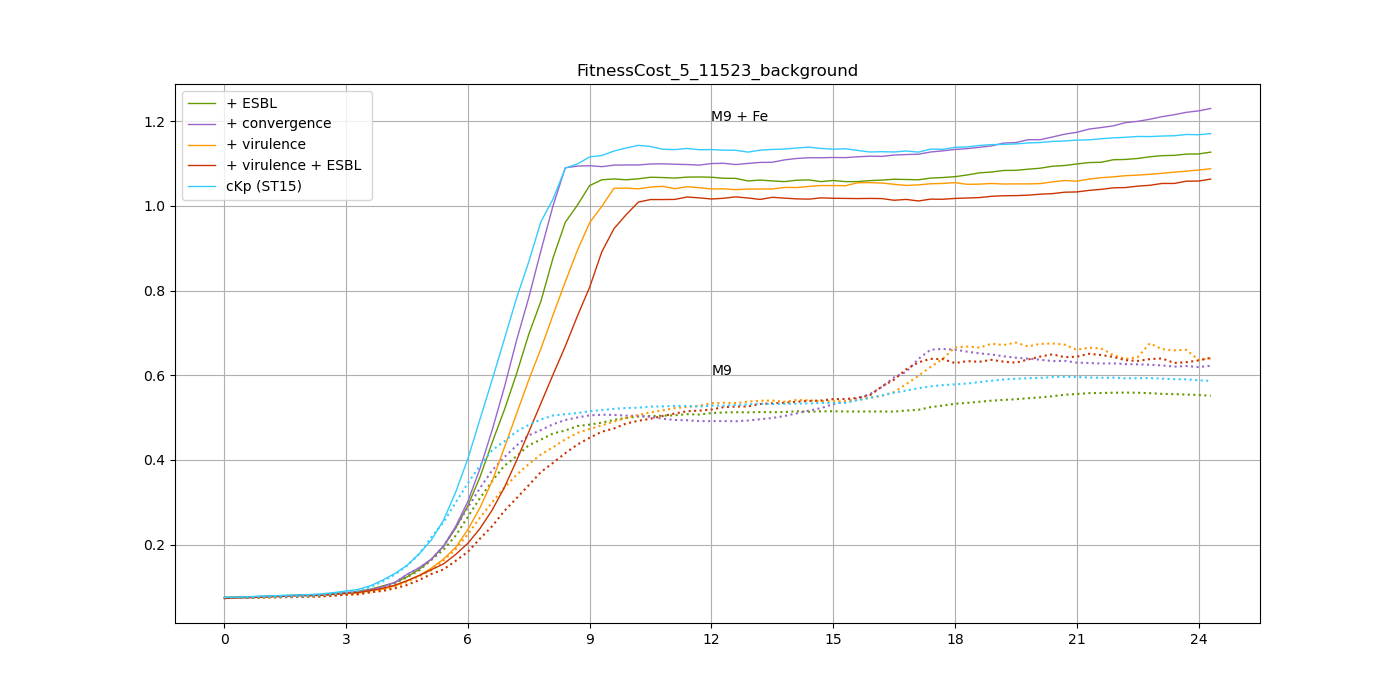 FitnessCost_5_11523_background
+ ESBL
+ convergence
+ virulence
+ virulence + ESBL
cKp (ST15)
M9 + Fe
M9
1.2
1.0
0.8
0.6
0.4
0.2
0 3 6 9 12 15 18 21 24